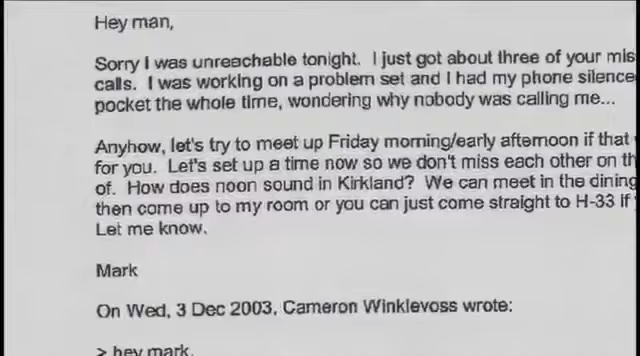 Hey man,
Sorry I was unreachable tonight. I just got about three of your mis
calls. I was working on a problem set and I had my phone silence
pocket the whole time, wondering why nobody was calling me...
Anyhow, let's try to meet up Friday morning/early afternoon if that
for you. Let's set up a time now so we don't miss each other on th
of. How does noon sound in Kirkland? We can meet in the dining
then come up to my room or you can just come straight to H-33 if
Let me know.
Mark
On Wed, 3 Dec 2003, Cameron Winklevoss wrote:
> hey mark,